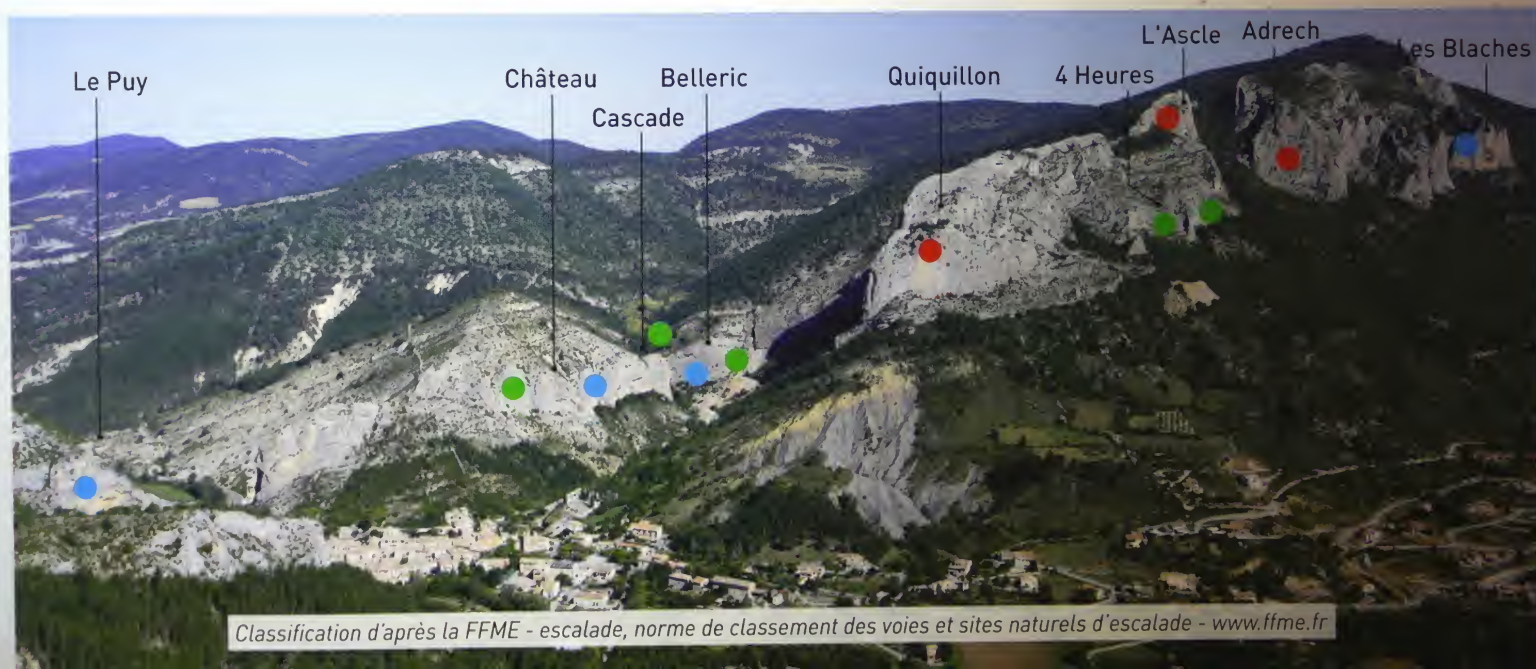 Le Puy
Château
Cascade
Belleric
Quiquillon
4 Heures
L'Ascle
Adrech
Les Blaches
Classification d'après la FFME - escalade, norme de classement des voies et sites naturels d'escalade - www.ffme.fr